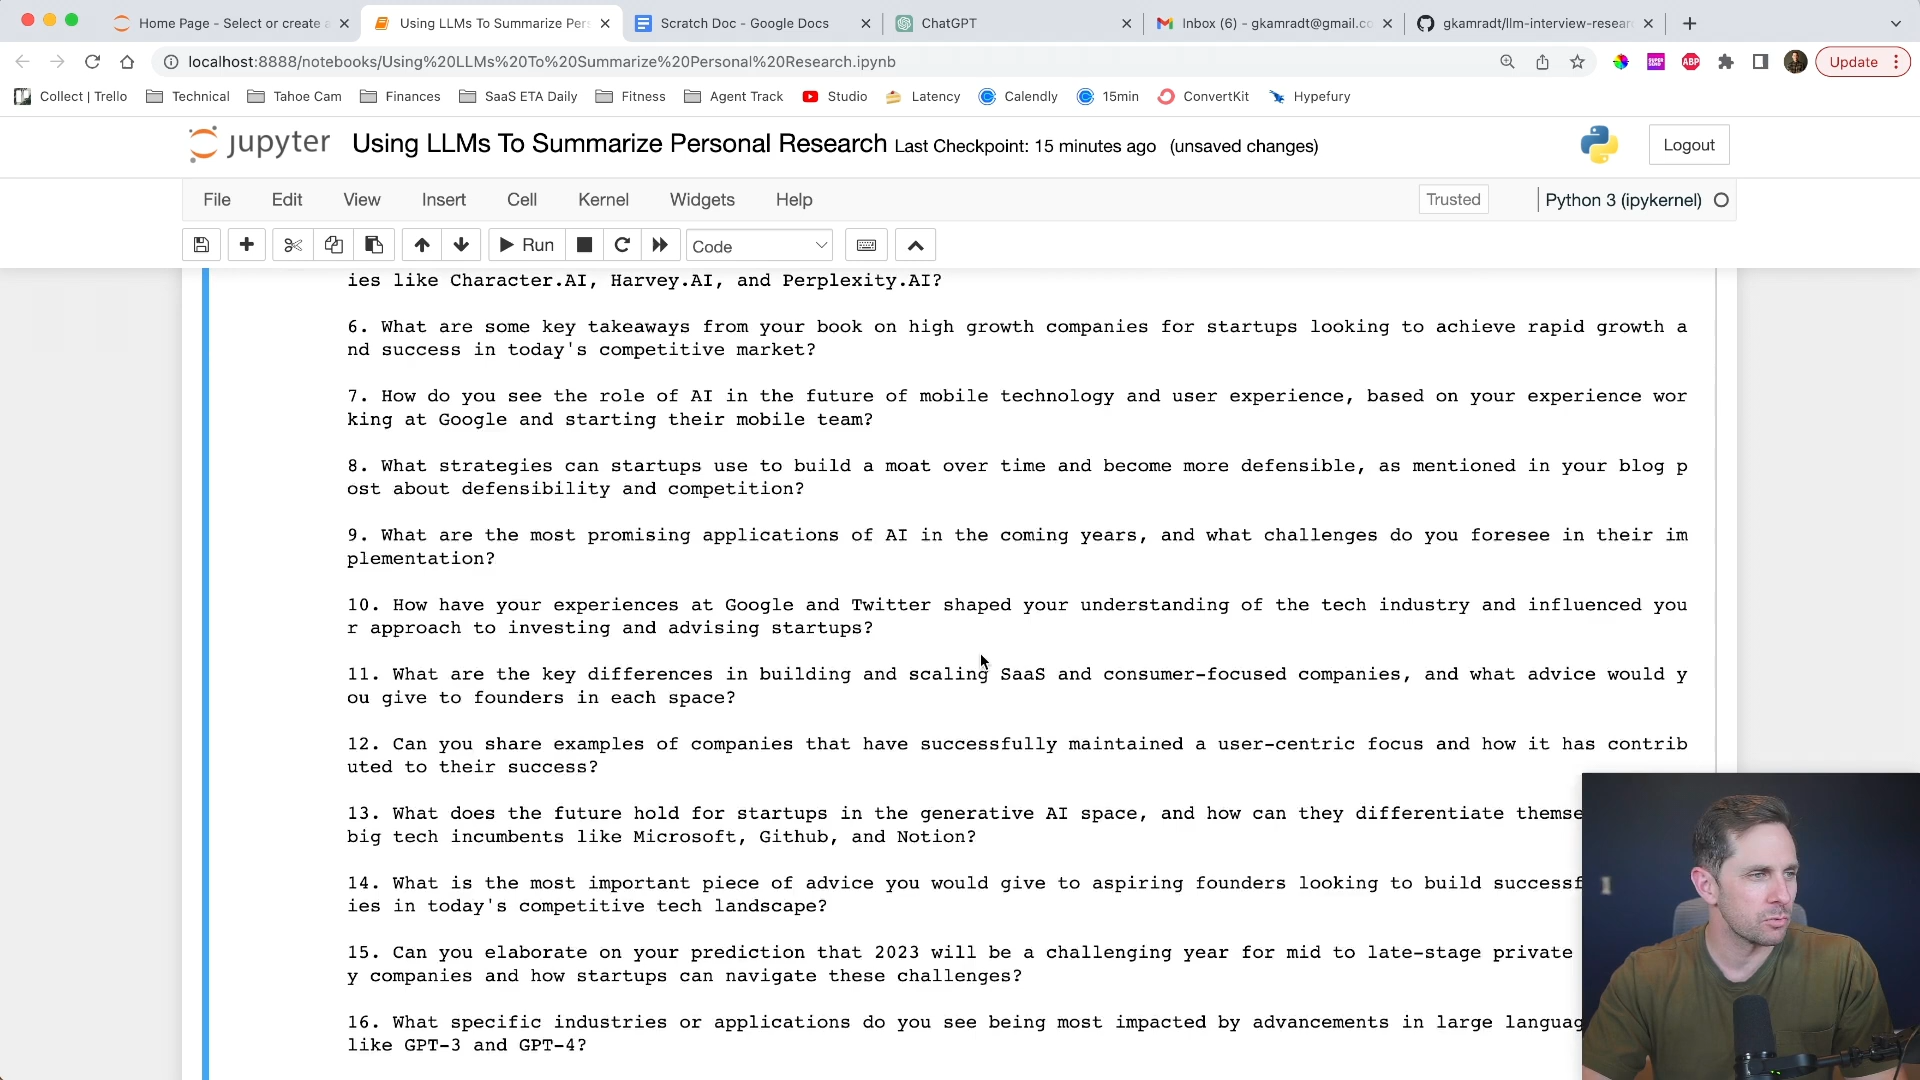 Home Page - Select or create a
Using LLMs To Summarize Pers
Scratch Doc - Google Docs
ChatGPT
Inbox (6) - gkamradt@gmail.co
gkamradt/llm-interview-resear
localhost:8888/notebooks/Using%20LLMs%20To%20Summarize%20Personal%20Research.ipynb
ABP
Update
Collect | Trello
Technical
Tahoe Cam
Finances
SaaS ETA Daily
Fitness
Agent Track
Studio
Latency
Calendly
15min
ConvertKit
Hypefury
jupyter Using LLMs To Summarize Personal Research Last Checkpoint: 15 minutes ago (unsaved changes)
Logout
File Edit View Insert Cell Kernel Widgets Help
Trusted
Python 3 (ipykernel)
Run
Code
ies like Character.AI, Harvey.AI, and Perplexity.AI?
6. What are some key takeaways from your book on high growth companies for startups looking to achieve rapid growth a
nd success in today's competitive market?
7. How do you see the role of AI in the future of mobile technology and user experience, based on your experience wor
king at Google and starting their mobile team?
8. What strategies can startups use to build a moat over time and become more defensible, as mentioned in your blog p
ost about defensibility and competition?
9. What are the most promising applications of AI in the coming years, and what challenges do you foresee in their im
plementation?
10. How have your experiences at Google and Twitter shaped your understanding of the tech industry and influenced you
r approach to investing and advising startups?
11. What are the key differences in building and scaling SaaS and consumer-focused companies, and what advice would y
ou give to founders in each space?
12. Can you share examples of companies that have successfully maintained a user-centric focus and how it has contrib
uted to their success?
13. What does the future hold for startups in the generative AI space, and how can they differentiate themse
big tech incumbents like Microsoft, Github, and Notion?
14. What is the most important piece of advice you would give to aspiring founders looking to build successf
ies in today's competitive tech landscape?
15. Can you elaborate on your prediction that 2023 will be a challenging year for mid to late-stage private
y companies and how startups can navigate these challenges?
16. What specific industries or applications do you see being most impacted by advancements in large languag
like GPT-3 and GPT-4?